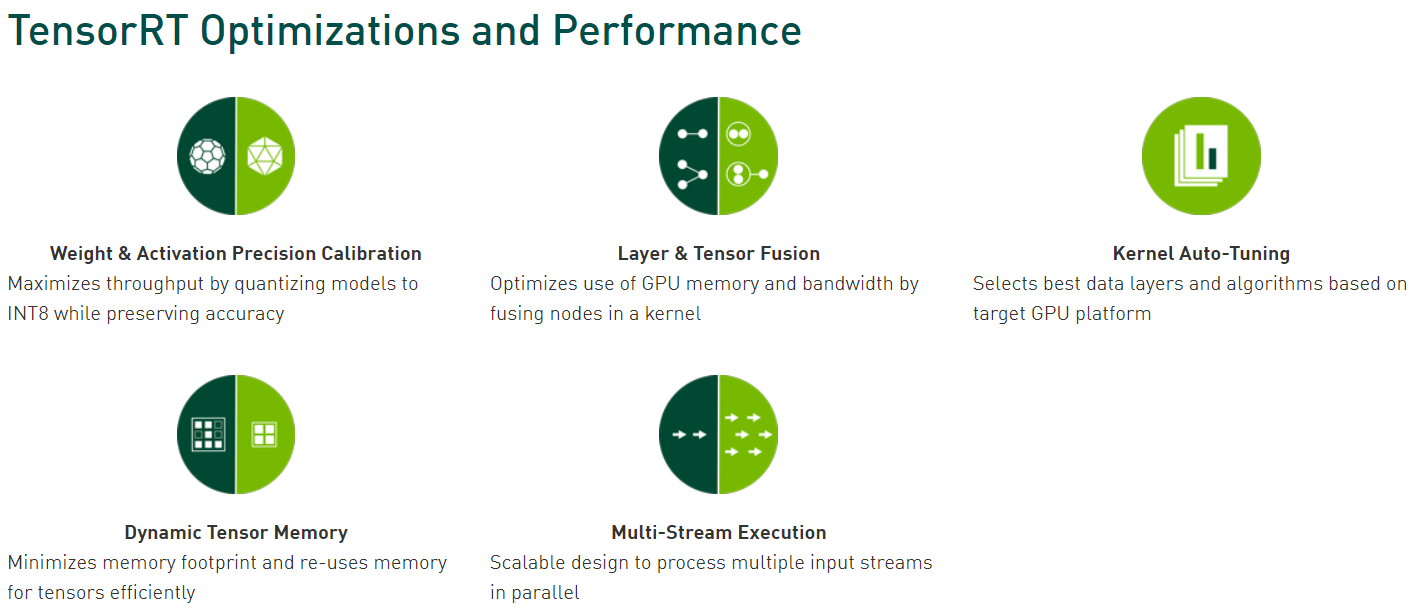 TensorRT Optimizations and Performance
Weight & Activation Precision Calibration
Maximizes throughput by quantizing models to
INT8 while preserving accuracy
Layer & Tensor Fusion
Optimizes use of GPU memory and bandwidth by
fusing nodes in a kernel
Kernel Auto-Tuning
Selects best data layers and algorithms based on
target GPU platform
Dynamic Tensor Memory
Minimizes memory footprint and re-uses memory
for tensors efficiently
Multi-Stream Execution
Scalable design to process multiple input streams
in parallel